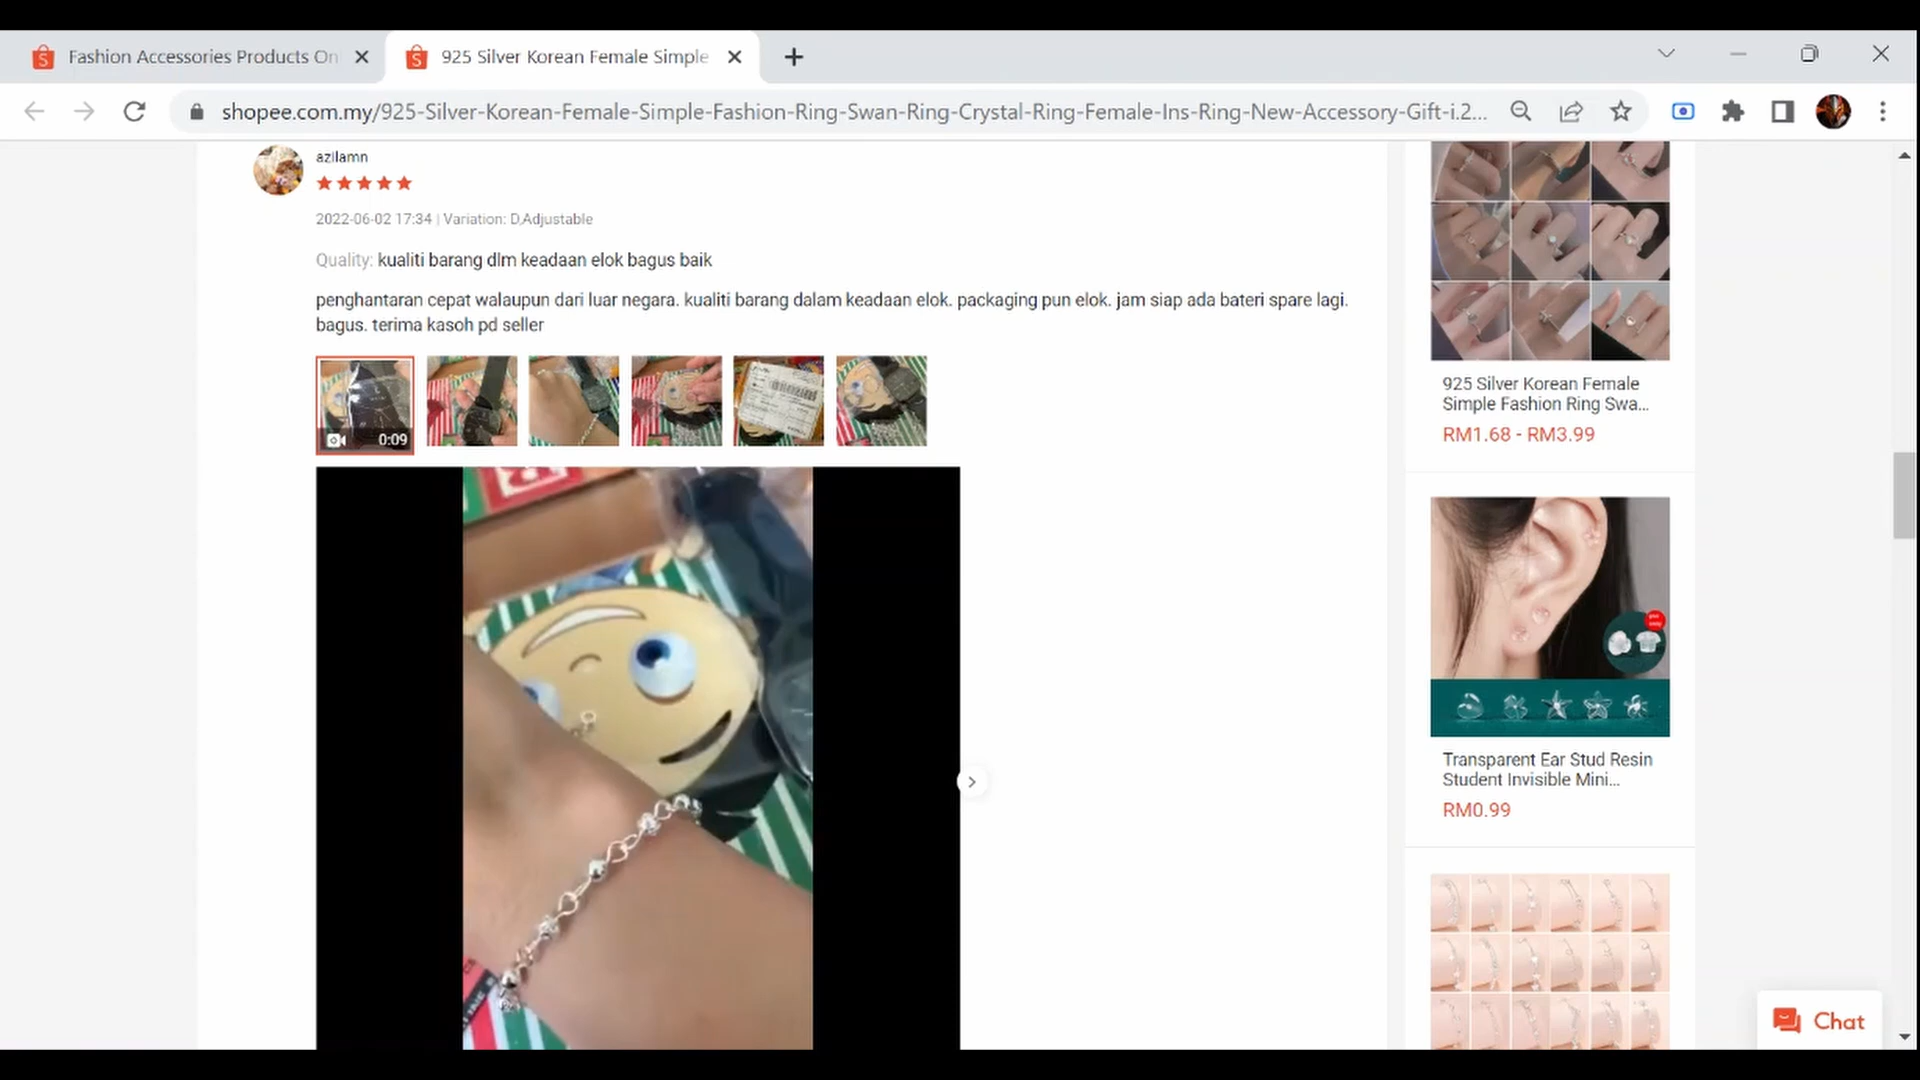 Fashion Accessories Products On
925 Silver Korean Female Simple
shopee.com.my/925-Silver-Korean-Female-Simple-Fashion-Ring-Swan-Ring-Crystal-Ring-Female-Ins-Ring-New-Accessory-Gift-i.2...
azilamn
2022-06-02 17:34 | Variation: D,Adjustable
Quality: kualiti barang dlm keadaan elok bagus baik
penghantaran cepat walaupun dari luar negara. kualiti barang dalam keadaan elok. packaging pun elok. jam siap ada bateri spare lagi.
bagus. terima kasoh pd seller
0:09
925 Silver Korean Female
Simple Fashion Ring Swa...
RM1.68 - RM3.99
Transparent Ear Stud Resin
Student Invisible Mini...
RM0.99
Chat